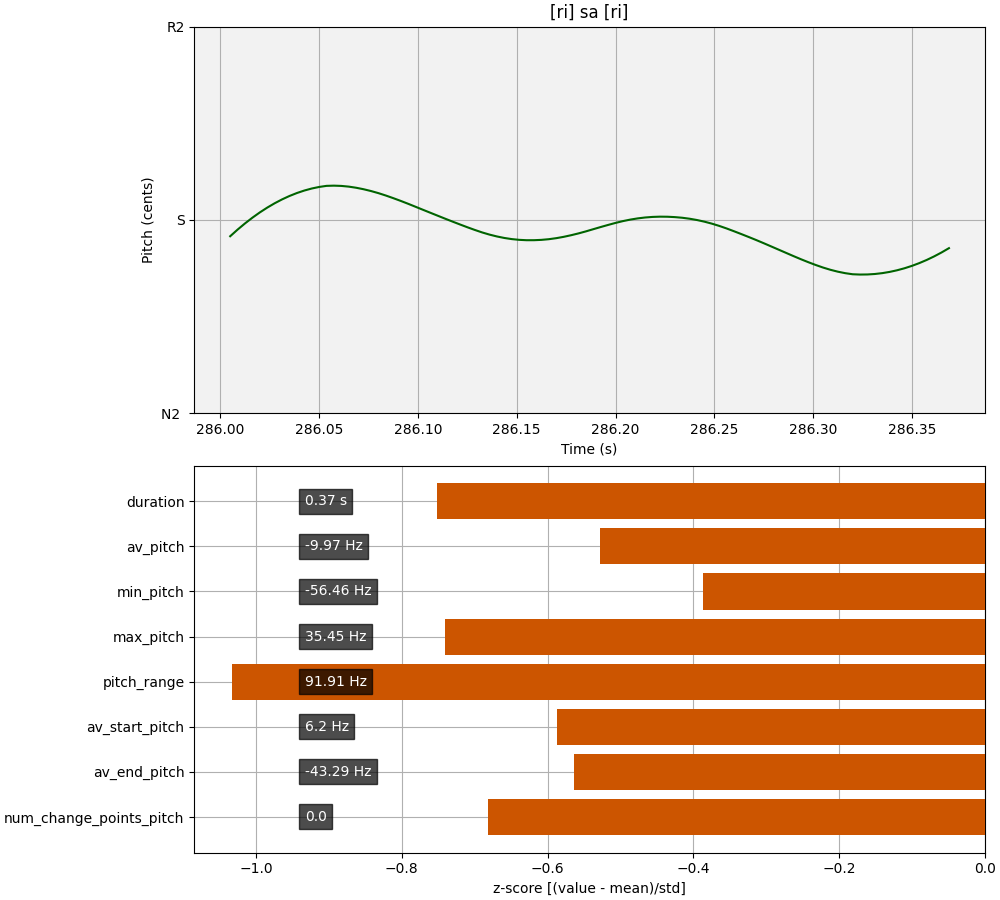 [ri] sa [ri]
R2
S
N2
Pitch (cents)
286.00 286.05 286.10 286.15 286.20 286.25 286.30 286.35
Time (s)
duration 0.37 s
av_pitch -9.97 Hz
min_pitch -56.46 Hz
max_pitch 35.45 Hz
pitch_range 91.91 Hz
av_start_pitch 6.2 Hz
av_end_pitch -43.29 Hz
num_change_points_pitch 0.0
−1.0 −0.8 −0.6 −0.4 −0.2 0.0
z-score [(value - mean)/std]